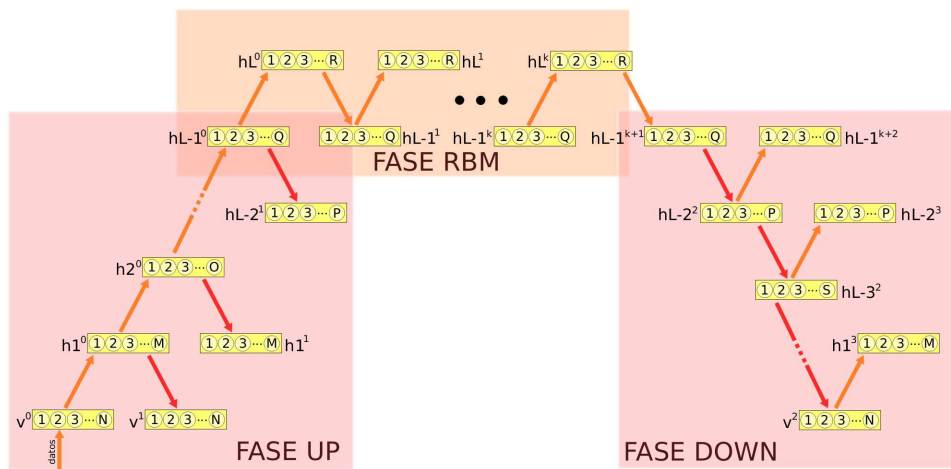 hL⁰ 1 2 3 ··· R
1 2 3 ··· R hL¹
hLᵏ 1 2 3 ··· R
• • •
hL-1⁰ 1 2 3 ··· Q
1 2 3 ··· Q hL-1¹
hL-1ᵏ 1 2 3 ··· Q
hL-1ᵏ⁺¹ 1 2 3 ··· Q
1 2 3 ··· Q hL-1ᵏ⁺²
FASE RBM
hL-2¹ 1 2 3 ··· P
hL-2² 1 2 3 ··· P
1 2 3 ··· P hL-2³
h2⁰ 1 2 3 ··· O
1 2 3 ··· S hL-3²
h1⁰ 1 2 3 ··· M
1 2 3 ··· M h1¹
h1³ 1 2 3 ··· M
v⁰ 1 2 3 ··· N
v¹ 1 2 3 ··· N
v² 1 2 3 ··· N
datos
FASE UP
FASE DOWN